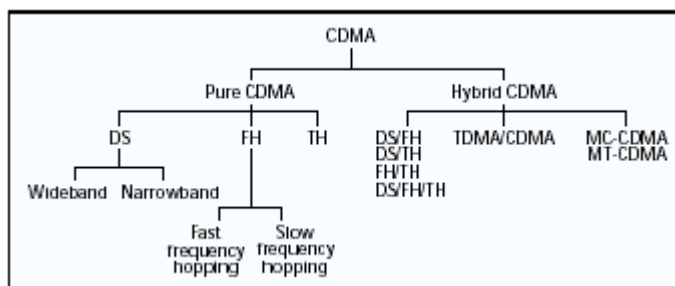 CDMA
Pure CDMA
Hybrid CDMA
DS
FH
TH
DS/FH
DS/TH
FH/TH
DS/FH/TH
TDMA/CDMA
MC-CDMA
MT-CDMA
Wideband
Narrowband
Fast
frequency
hopping
Slow
frequency
hopping